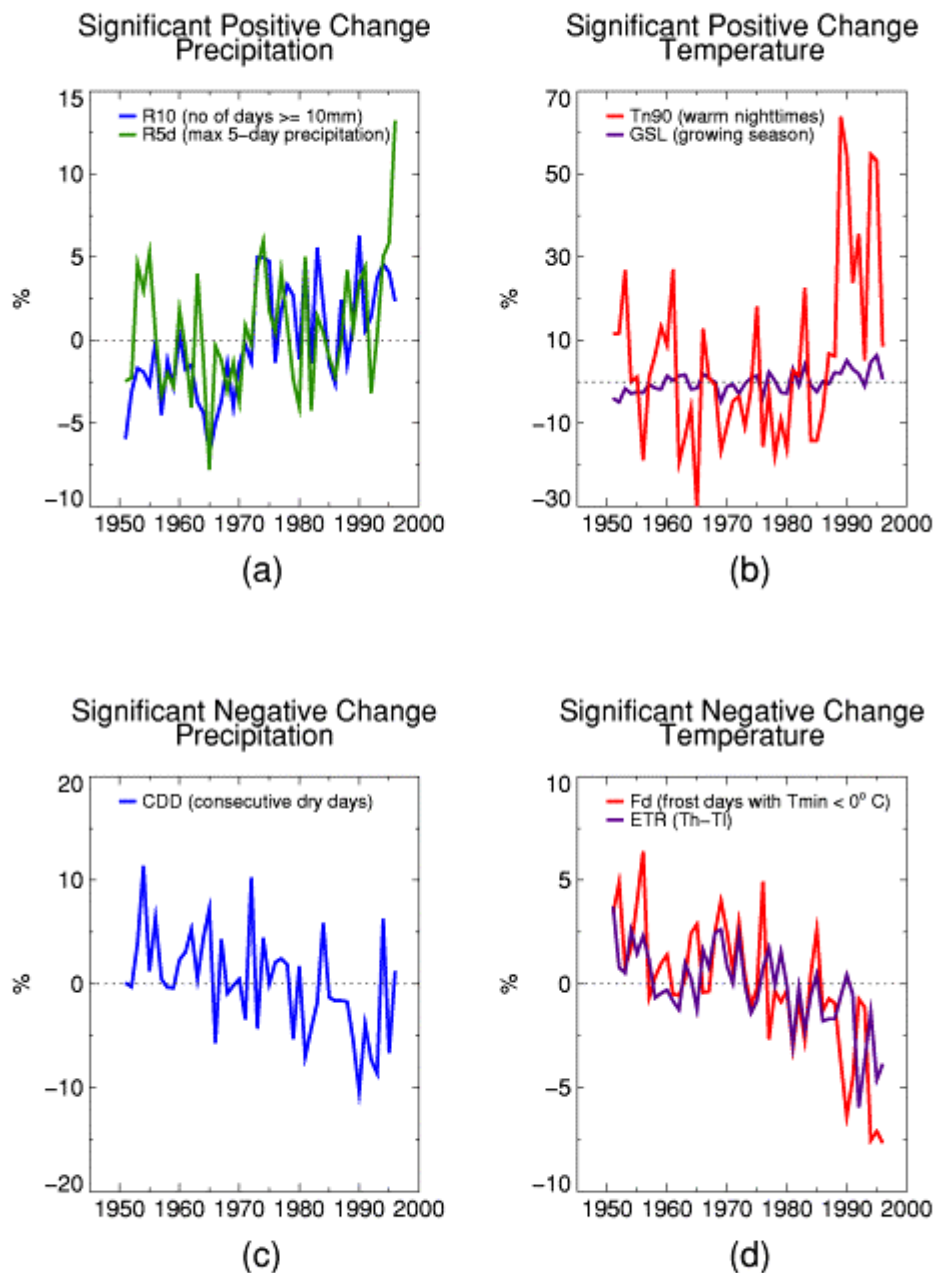 Significant Positive Change
Precipitation
15
10
5
0
−5
−10
%
R10 (no of days >= 10mm)
R5d (max 5−day precipitation)
1950 1960 1970 1980 1990 2000
(a)
Significant Positive Change
Temperature
70
50
30
10
−10
−30
%
Tn90 (warm nighttimes)
GSL (growing season)
1950 1960 1970 1980 1990 2000
(b)
Significant Negative Change
Precipitation
20
10
0
−10
−20
%
CDD (consecutive dry days)
1950 1960 1970 1980 1990 2000
(c)
Significant Negative Change
Temperature
10
5
0
−5
−10
%
Fd (frost days with Tmin < 0° C)
ETR (Th−Tl)
1950 1960 1970 1980 1990 2000
(d)